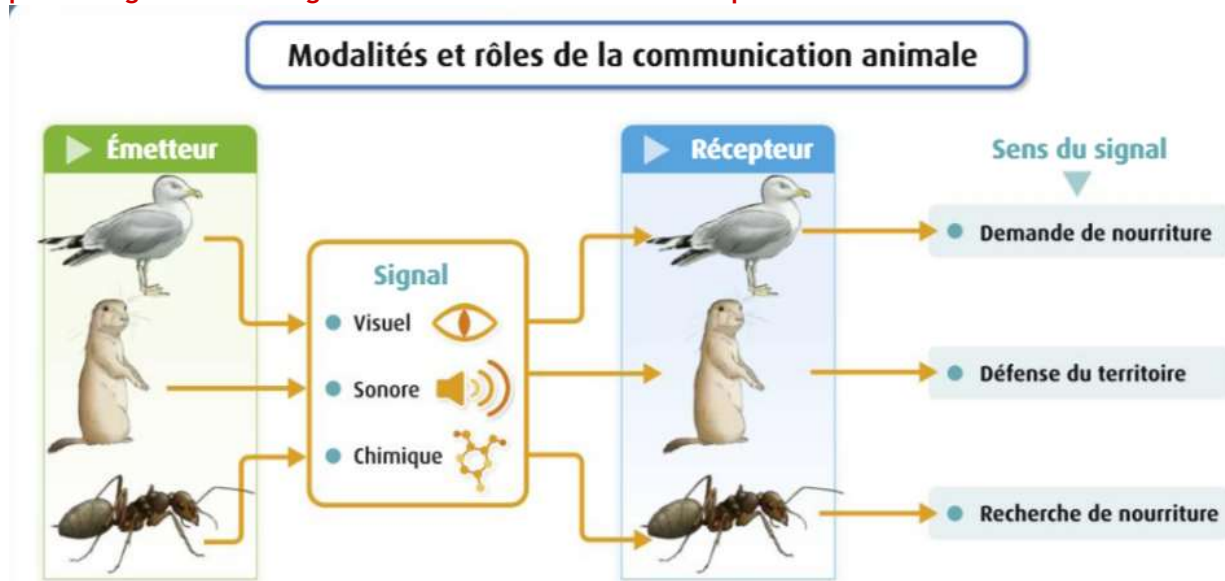 Modalités et rôles de la communication animale
Émetteur
Récepteur
Sens du signal
Signal
Visuel
Sonore
Chimique
Demande de nourriture
Défense du territoire
Recherche de nourriture